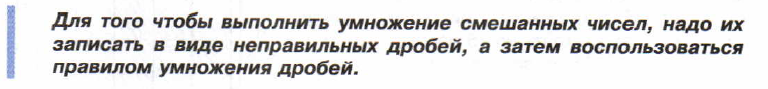 Для того чтобы выполнить умножение смешанных чисел, надо их
записать в виде неправильных дробей, а затем воспользоваться
правилом умножения дробей.